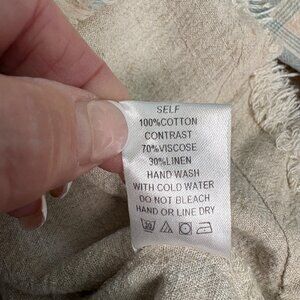 SELF
100%COTTON
CONTRAST
70%VISCOSE
30%LINEN
HAND WASH
WITH COLD WATER
DO NOT BLEACH
HAND OR LINE DRY